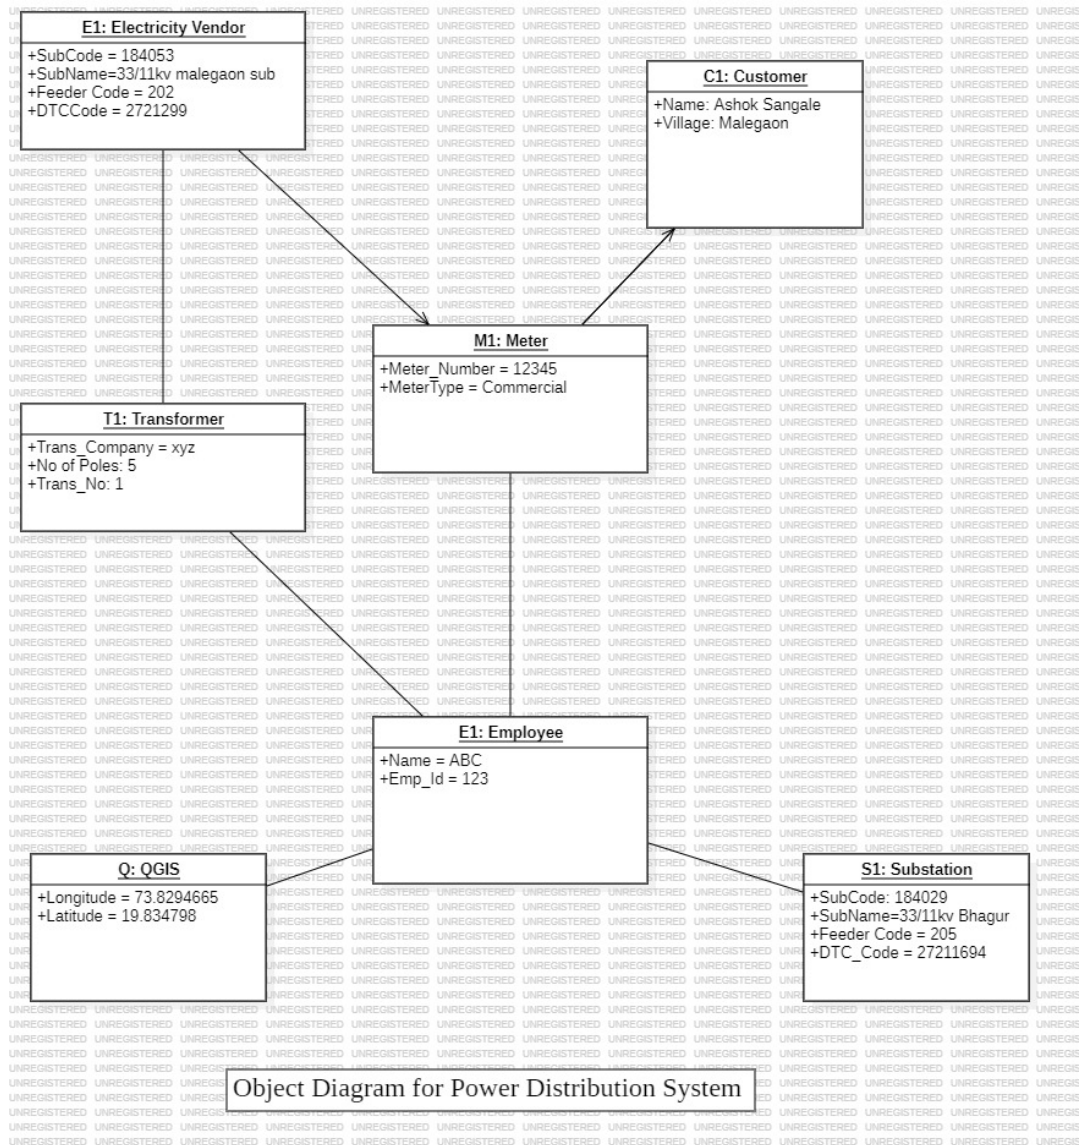 E1: Electricity Vendor
+SubCode = 184053
+SubName=33/11kv malegaon sub
+Feeder Code = 202
+DTCCode = 2721299
C1: Customer
+Name: Ashok Sangale
+Village: Malegaon
M1: Meter
+Meter_Number = 12345
+MeterType = Commercial
T1: Transformer
+Trans_Company = xyz
+No of Poles: 5
+Trans_No: 1
E1: Employee
+Name = ABC
+Emp_Id = 123
Q: QGIS
+Longitude = 73.8294665
+Latitude = 19.834798
S1: Substation
+SubCode: 184029
+SubName=33/11kv Bhagur
+Feeder Code = 205
+DTC_Code = 27211694
Object Diagram for Power Distribution System
UNREGISTERED